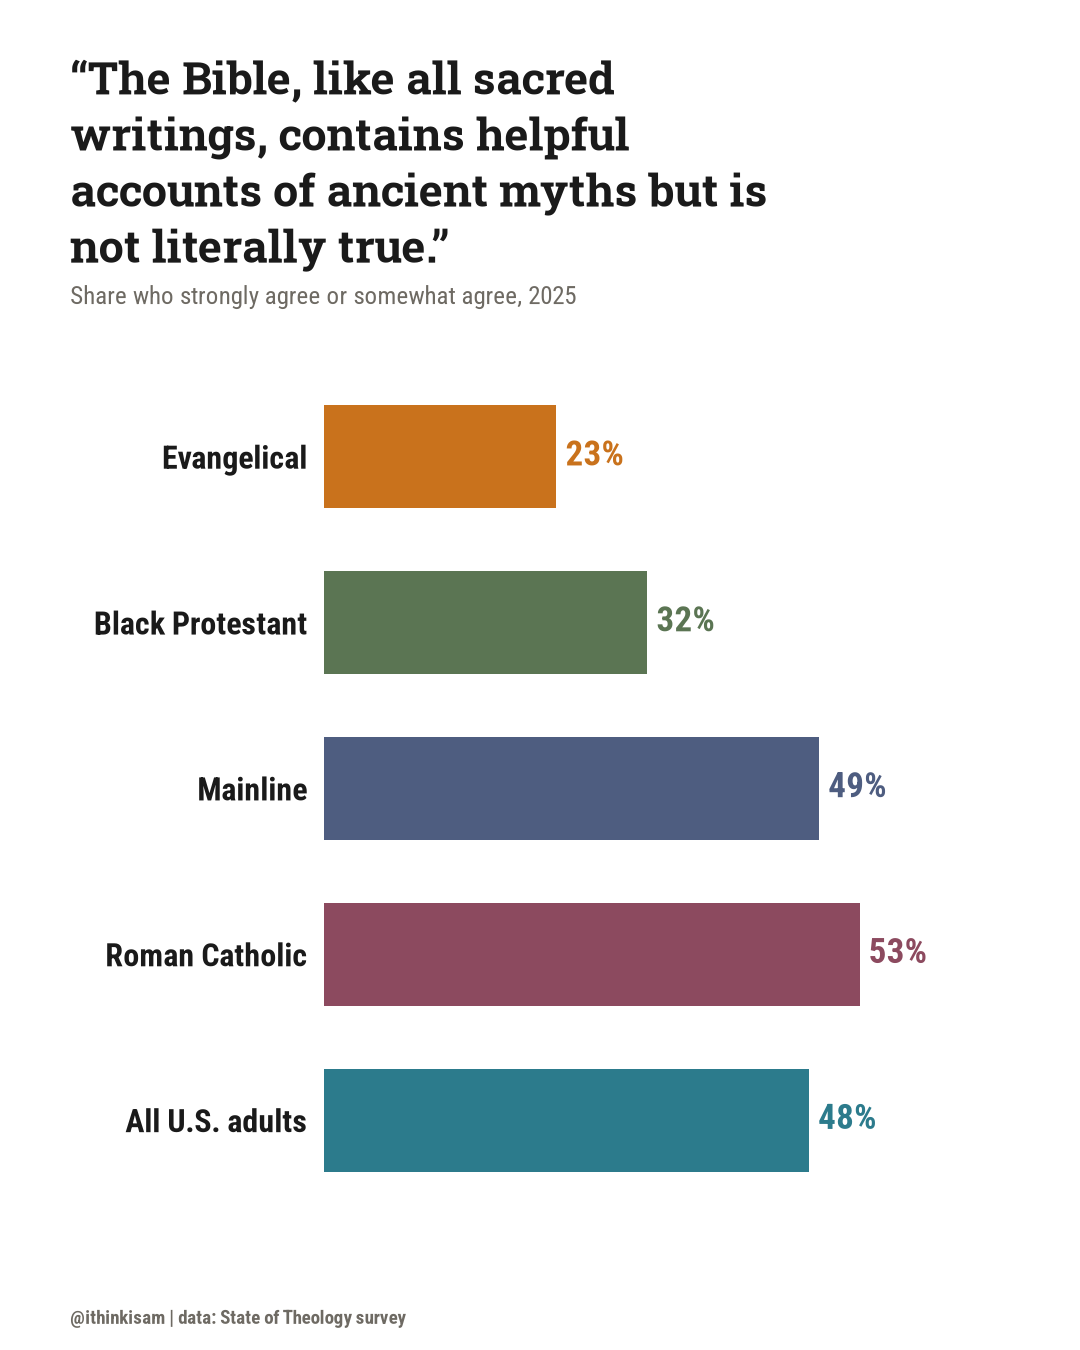 “The Bible, like all sacred
writings, contains helpful
accounts of ancient myths but is
not literally true.”
Share who strongly agree or somewhat agree, 2025
Evangelical 23%
Black Protestant 32%
Mainline 49%
Roman Catholic 53%
All U.S. adults 48%
@ithinkisam | data: State of Theology survey